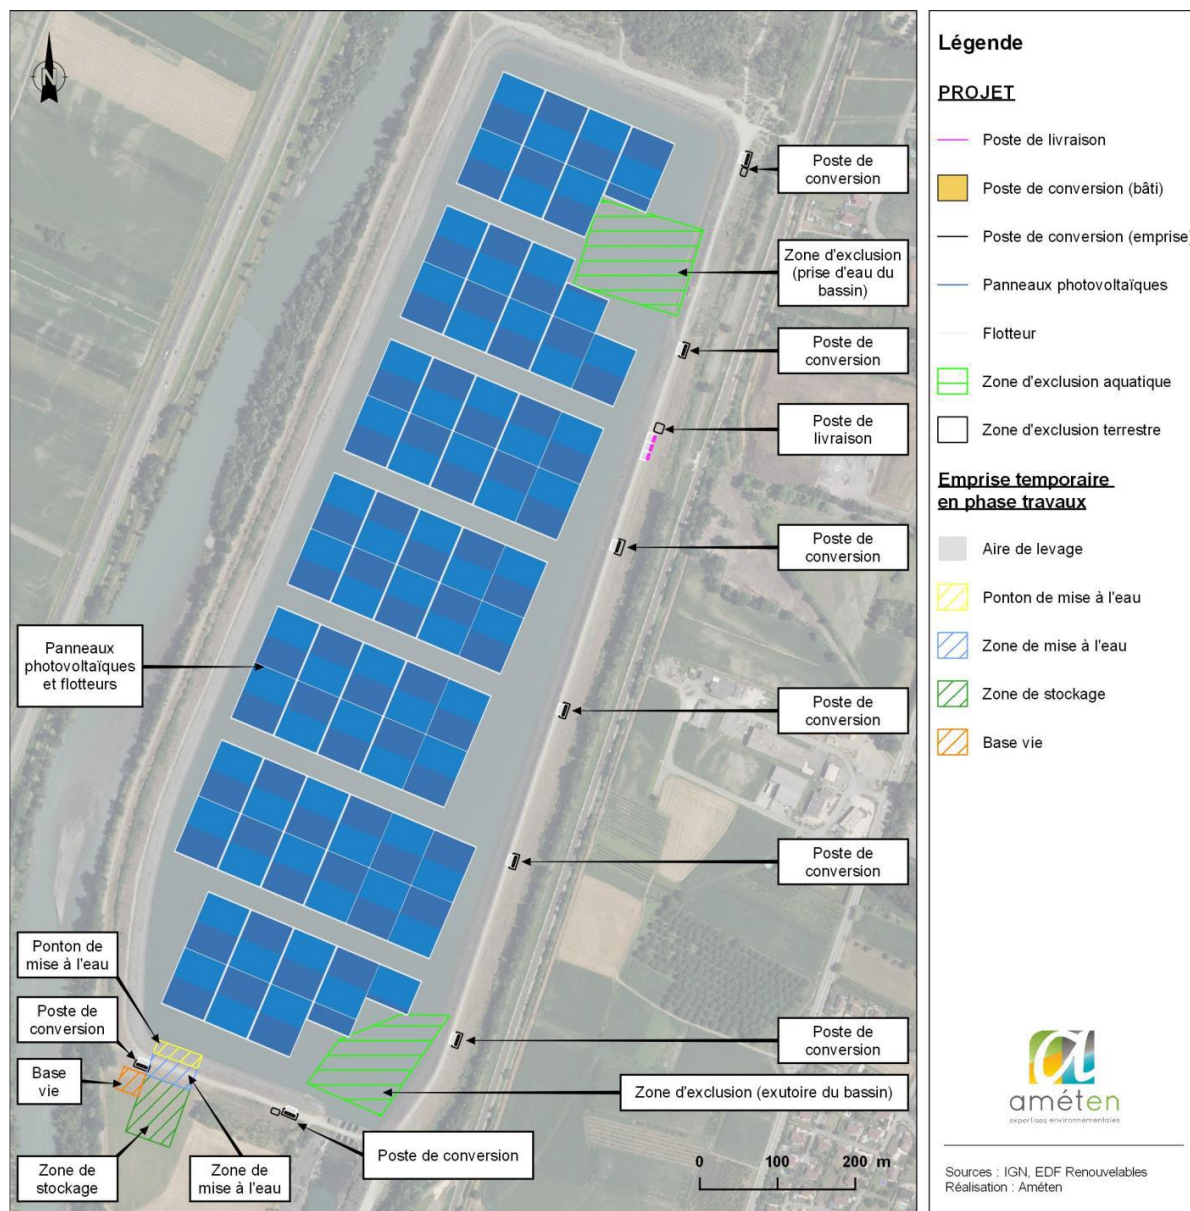 N
Poste de
conversion
Zone d'exclusion
(prise d'eau du
bassin)
Poste de
conversion
Poste de
livraison
Poste de
conversion
Panneaux
photovoltaïques
et flotteurs
Poste de
conversion
Poste de
conversion
Ponton de
mise à l'eau
Poste de
conversion
Base
vie
Poste de
conversion
Zone d'exclusion (exutoire du bassin)
Zone de
stockage
Zone de
mise à l'eau
Poste de conversion
0 100 200 m
Légende
PROJET
Poste de livraison
Poste de conversion (bâti)
Poste de conversion (emprise)
Panneaux photovoltaïques
Flotteur
Zone d'exclusion aquatique
Zone d'exclusion terrestre
Emprise temporaire
en phase travaux
Aire de levage
Ponton de mise à l'eau
Zone de mise à l'eau
Zone de stockage
Base vie
améten
expertises environnementales
Sources : IGN, EDF Renouvelables
Réalisation : Améten